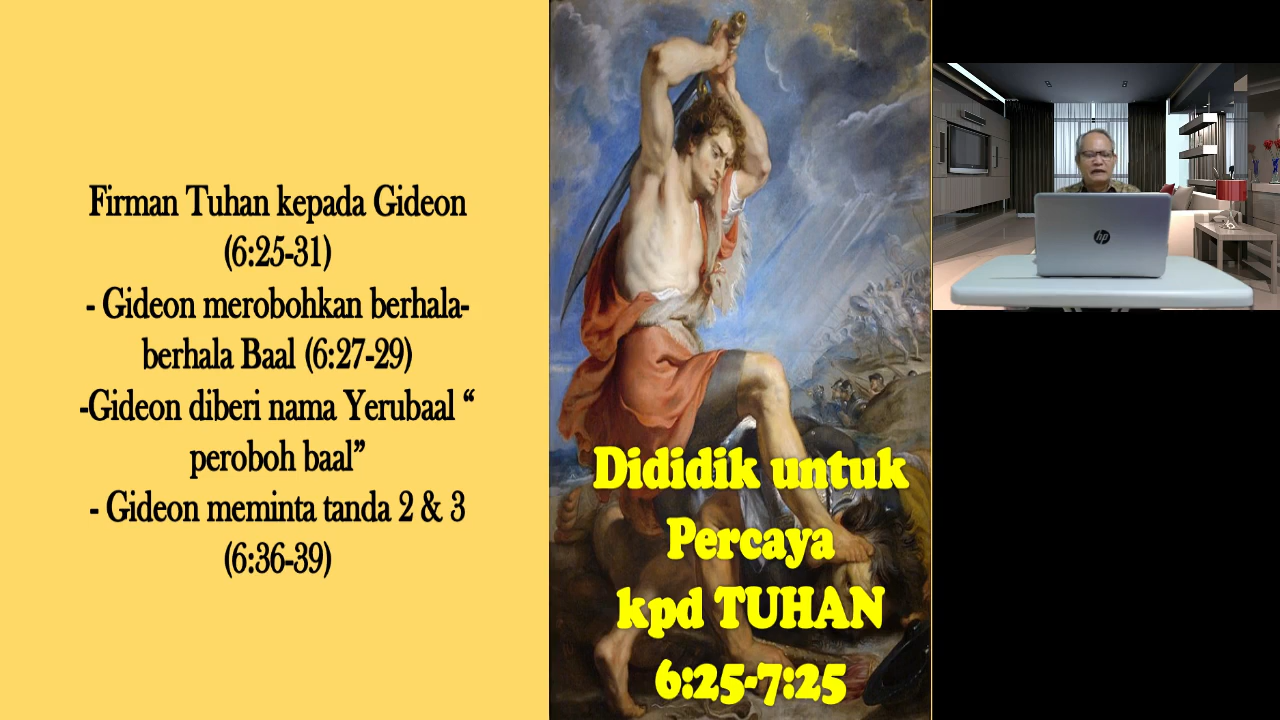 Firman Tuhan kepada Gideon
(6:25-31)
- Gideon merobohkan berhala-
berhala Baal (6:27-29)
-Gideon diberi nama Yerubaal “
peroboh baal”
- Gideon meminta tanda 2 & 3
(6:36-39)
Dididik untuk
Percaya
kpd TUHAN
6:25-7:25
hp